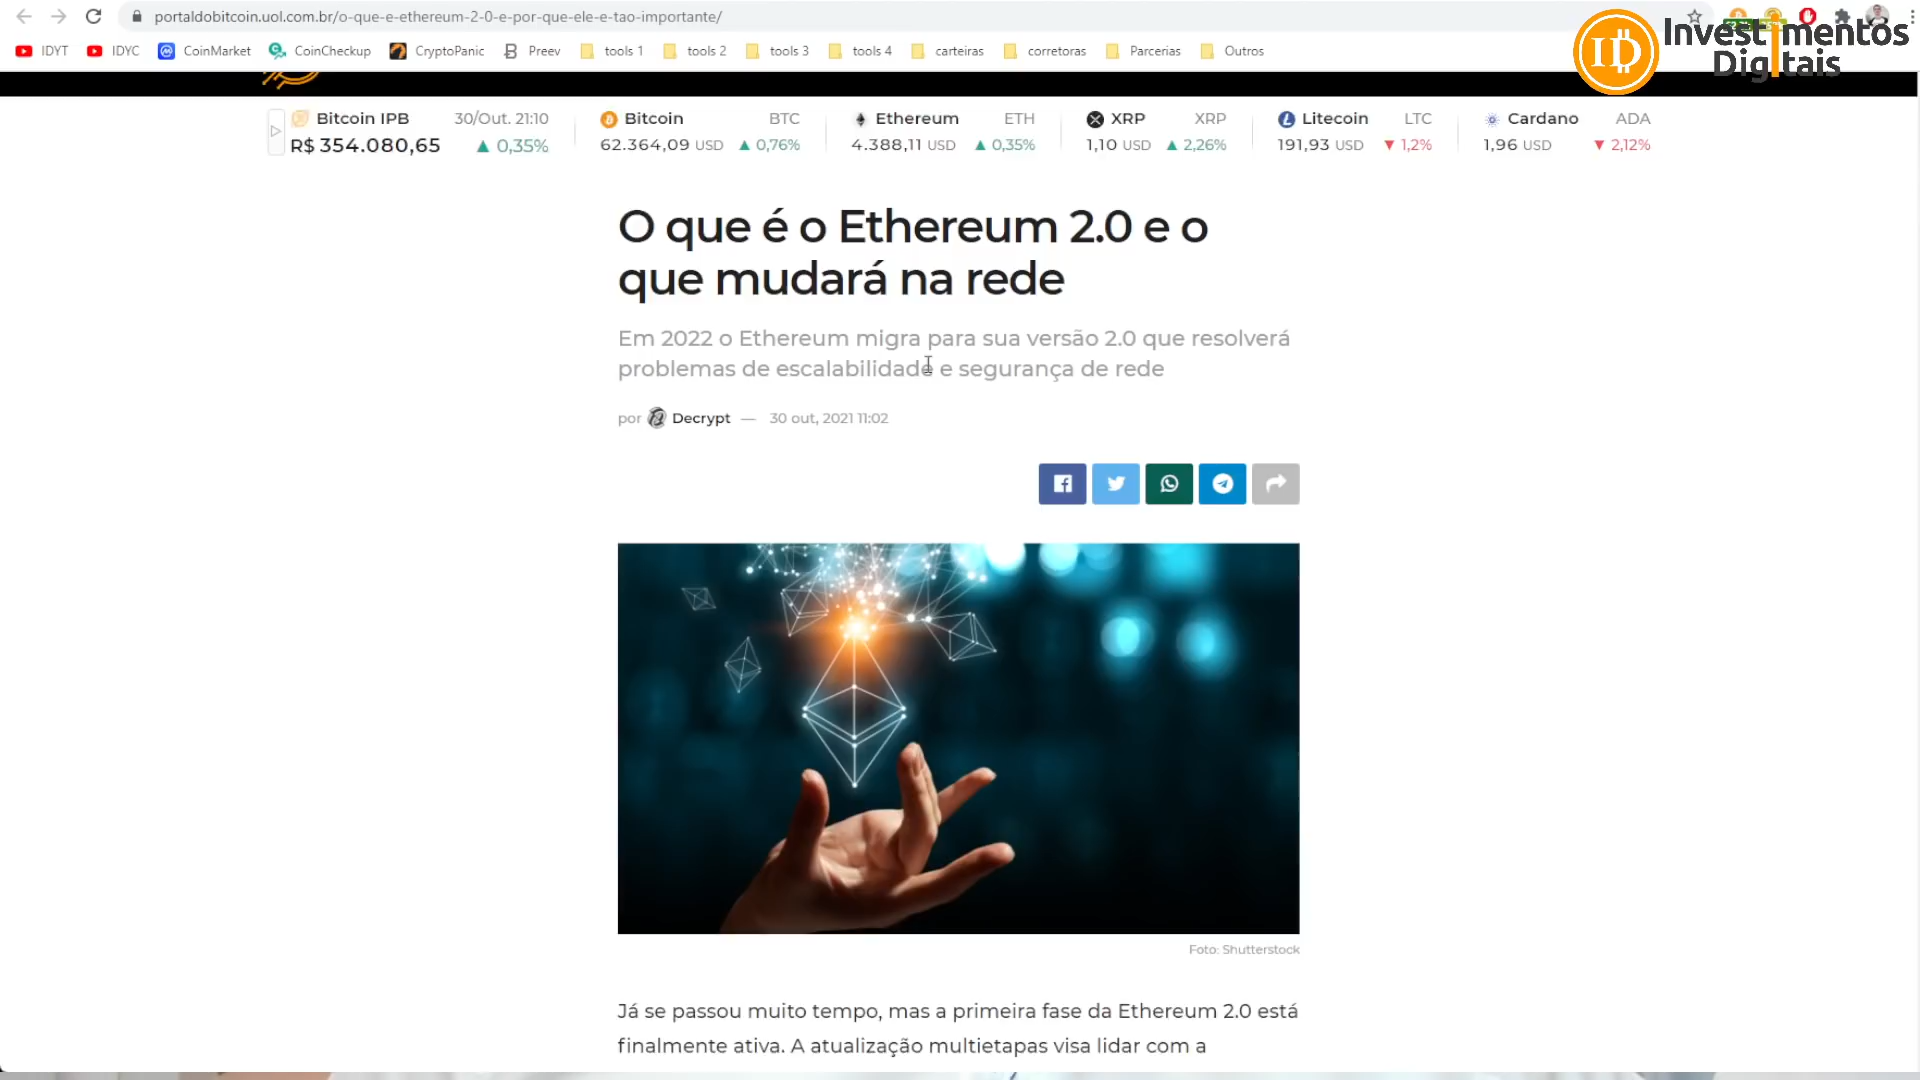 portaldobitcoin.uol.com.br/o-que-e-ethereum-2-0-e-por-que-ele-e-tao-importante/
IDYT IDYC CoinMarket CoinCheckup CryptoPanic Preev tools 1 tools 2 tools 3 tools 4 carteiras corretoras Parcerias Outros
Investimentos
Digitais
Bitcoin IPB 30/Out. 21:10 Bitcoin BTC Ethereum ETH XRP XRP Litecoin LTC Cardano ADA
R$ 354.080,65 ▲ 0,35% 62.364,09 USD ▲ 0,76% 4.388,11 USD ▲ 0,35% 1,10 USD ▲ 2,26% 191,93 USD ▼ 1,2% 1,96 USD ▼ 2,12%
O que é o Ethereum 2.0 e o
que mudará na rede
Em 2022 o Ethereum migra para sua versão 2.0 que resolverá
problemas de escalabilidade e segurança de rede
por Decrypt — 30 out, 2021 11:02
Foto: Shutterstock
Já se passou muito tempo, mas a primeira fase da Ethereum 2.0 está
finalmente ativa. A atualização multietapas visa lidar com a